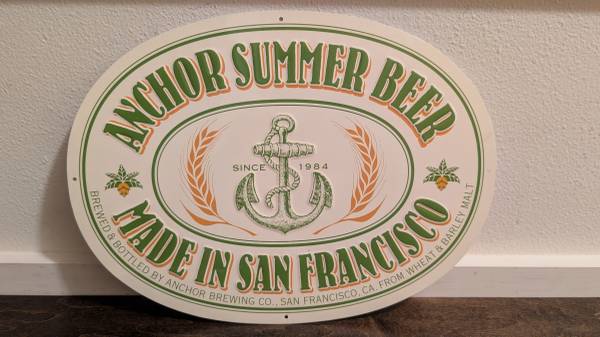 ANCHOR SUMMER BEER
SINCE 1984
MADE IN SAN FRANCISCO
BREWED & BOTTLED BY ANCHOR BREWING CO., SAN FRANCISCO, CA. FROM WHEAT & BARLEY MALT